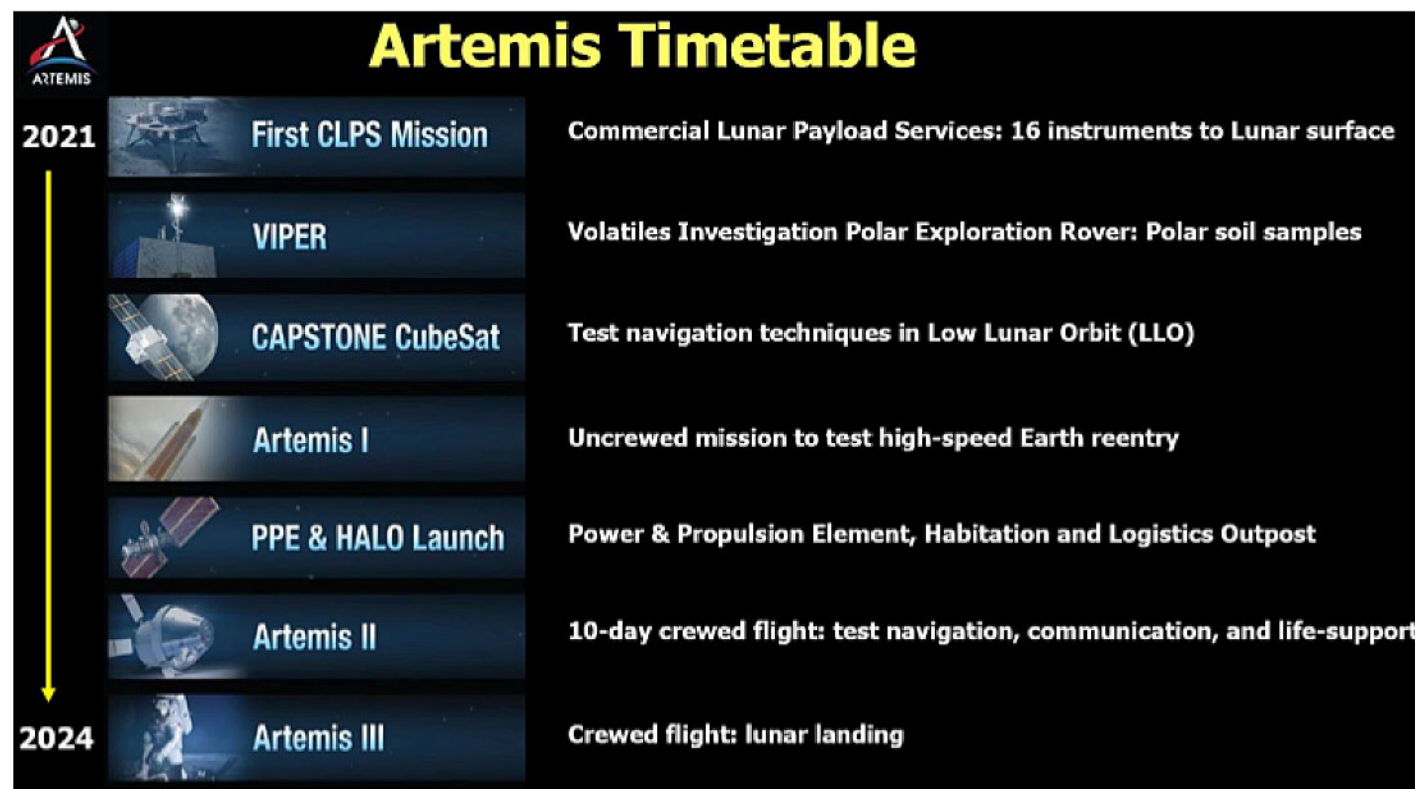 Artemis Timetable
ARTEMIS
2021
First CLPS Mission
Commercial Lunar Payload Services: 16 instruments to Lunar surface
VIPER
Volatiles Investigation Polar Exploration Rover: Polar soil samples
CAPSTONE CubeSat
Test navigation techniques in Low Lunar Orbit (LLO)
Artemis I
Uncrewed mission to test high-speed Earth reentry
PPE & HALO Launch
Power & Propulsion Element, Habitation and Logistics Outpost
Artemis II
10-day crewed flight: test navigation, communication, and life-support
2024
Artemis III
Crewed flight: lunar landing